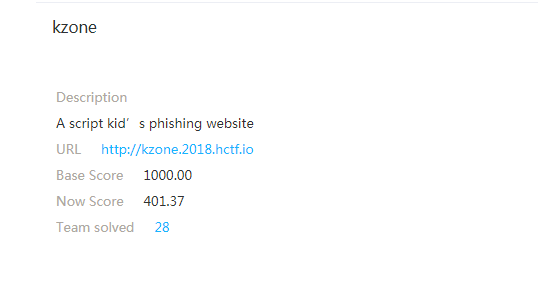 kzone
Description
A script kid’s phishing website
URL http://kzone.2018.hctf.io
Base Score 1000.00
Now Score 401.37
Team solved 28